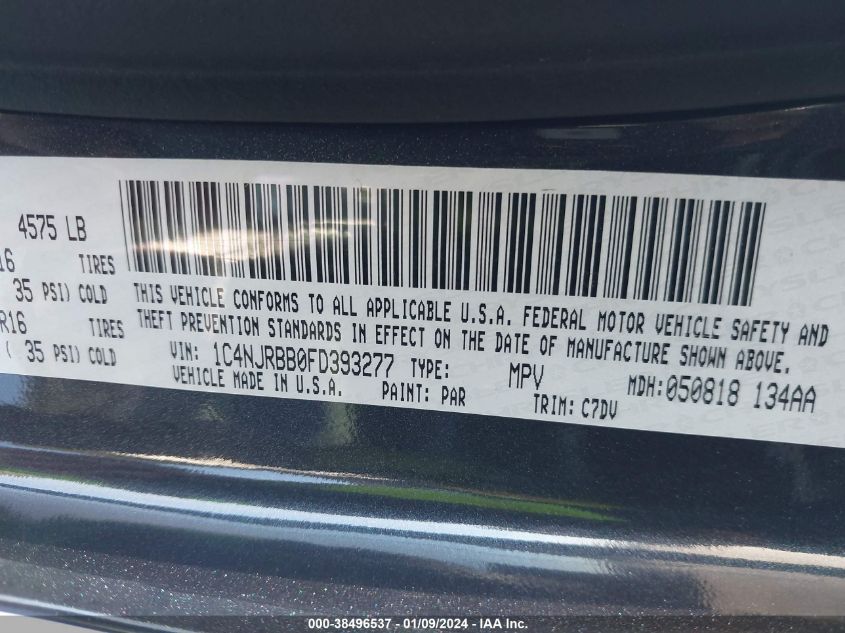 4575 LB
16 TIRES
35 PSI) COLD
R16 TIRES
( 35 PSI) COLD
THIS VEHICLE CONFORMS TO ALL APPLICABLE U.S.A. FEDERAL MOTOR VEHICLE SAFETY AND
THEFT PREVENTION STANDARDS IN EFFECT ON THE DATE OF MANUFACTURE SHOWN ABOVE.
VIN: 1C4NJRBB0FD393277 TYPE: MPV MDH:050818 134AA
VEHICLE MADE IN U.S.A. PAINT: PAR TRIM: C7DV
000-38496537 - 01/09/2024 - IAA Inc.